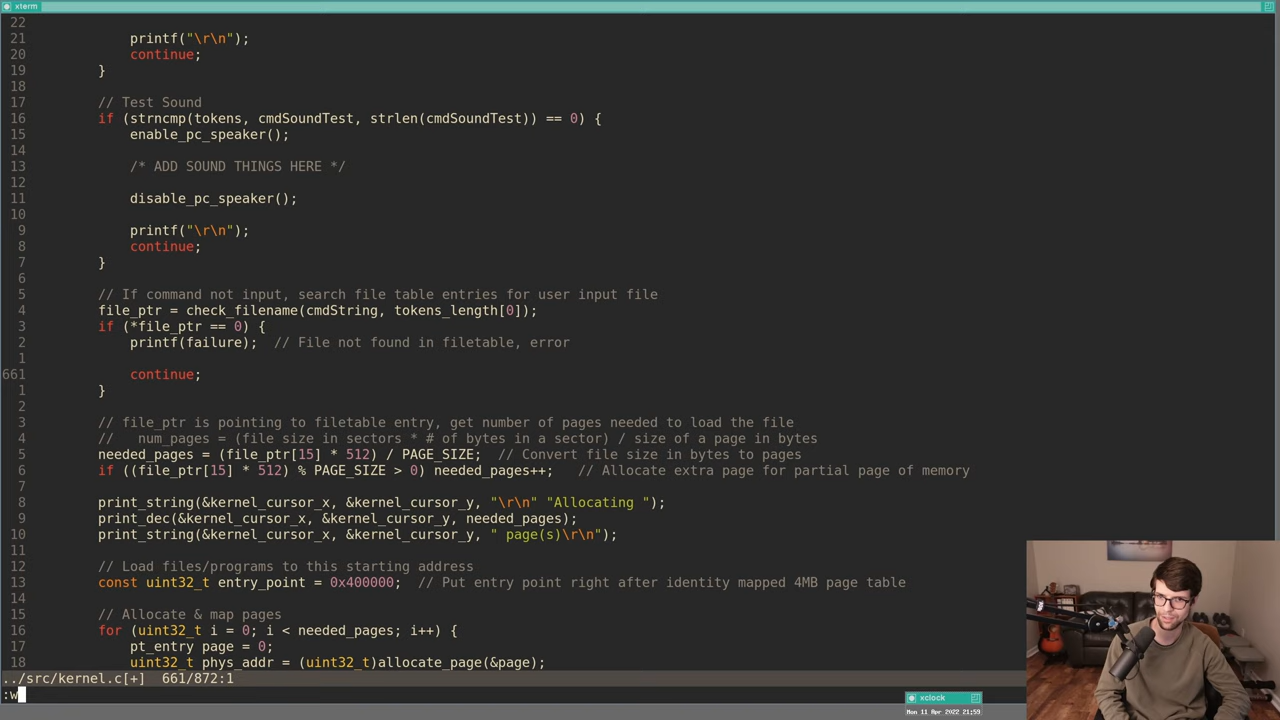 xterm
22
21 printf("\r\n");
20 continue;
19 }
18
17 // Test Sound
16 if (strncmp(tokens, cmdSoundTest, strlen(cmdSoundTest)) == 0) {
15 enable_pc_speaker();
14
13 /* ADD SOUND THINGS HERE */
12
11 disable_pc_speaker();
10
9 printf("\r\n");
8 continue;
7 }
6
5 // If command not input, search file table entries for user input file
4 file_ptr = check_filename(cmdString, tokens_length[0]);
3 if (*file_ptr == 0) {
2 printf(failure); // File not found in filetable, error
1
661 continue;
1 }
2
3 // file_ptr is pointing to filetable entry, get number of pages needed to load the file
4 // num_pages = (file size in sectors * # of bytes in a sector) / size of a page in bytes
5 needed_pages = (file_ptr[15] * 512) / PAGE_SIZE; // Convert file size in bytes to pages
6 if ((file_ptr[15] * 512) % PAGE_SIZE > 0) needed_pages++; // Allocate extra page for partial page of memory
7
8 print_string(&kernel_cursor_x, &kernel_cursor_y, "\r\n" "Allocating ");
9 print_dec(&kernel_cursor_x, &kernel_cursor_y, needed_pages);
10 print_string(&kernel_cursor_x, &kernel_cursor_y, " page(s)\r\n");
11
12 // Load files/programs to this starting address
13 const uint32_t entry_point = 0x400000; // Put entry point right after identity mapped 4MB page table
14
15 // Allocate & map pages
16 for (uint32_t i = 0; i < needed_pages; i++) {
17 pt_entry page = 0;
18 uint32_t phys_addr = (uint32_t)allocate_page(&page);
../src/kernel.c[+] 661/872:1
:w
xclock
Mon 11 Apr 2022 21:59